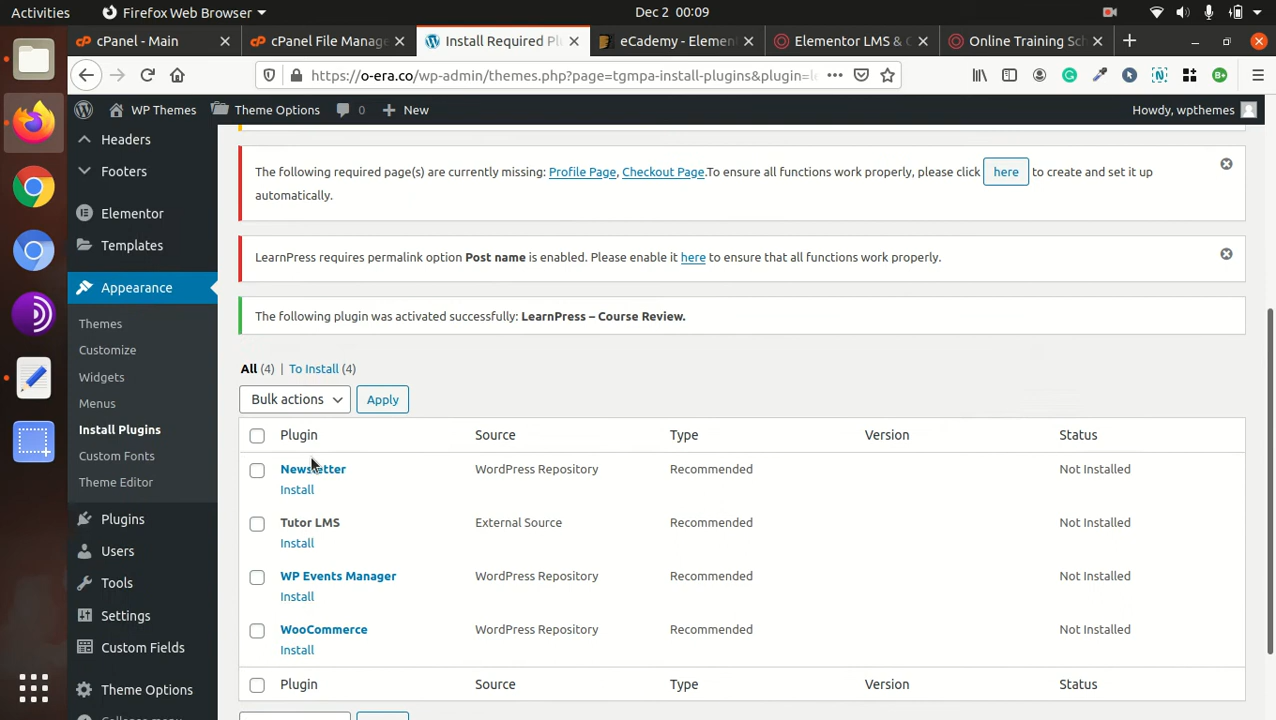 Activities
Firefox Web Browser
Dec 2 00:09
cPanel - Main
cPanel File Manage
Install Required Pl
eCademy - Elemen
Elementor LMS & C
Online Training Sch
https://o-era.co/wp-admin/themes.php?page=tgmpa-install-plugins&plugin=le
WP Themes
Theme Options
0
New
Howdy, wpthemes
Headers
Footers
Elementor
Templates
Appearance
Themes
Customize
Widgets
Menus
Install Plugins
Custom Fonts
Theme Editor
Plugins
Users
Tools
Settings
Custom Fields
Theme Options
Collapse menu
The following required page(s) are currently missing: Profile Page, Checkout Page.To ensure all functions work properly, please click here to create and set it up
automatically.
LearnPress requires permalink option Post name is enabled. Please enable it here to ensure that all functions work properly.
The following plugin was activated successfully: LearnPress – Course Review.
All (4) | To Install (4)
Bulk actions
Apply
Plugin Source Type Version Status
Newsletter WordPress Repository Recommended Not Installed
Install
Tutor LMS External Source Recommended Not Installed
Install
WP Events Manager WordPress Repository Recommended Not Installed
Install
WooCommerce WordPress Repository Recommended Not Installed
Install
Plugin Source Type Version Status